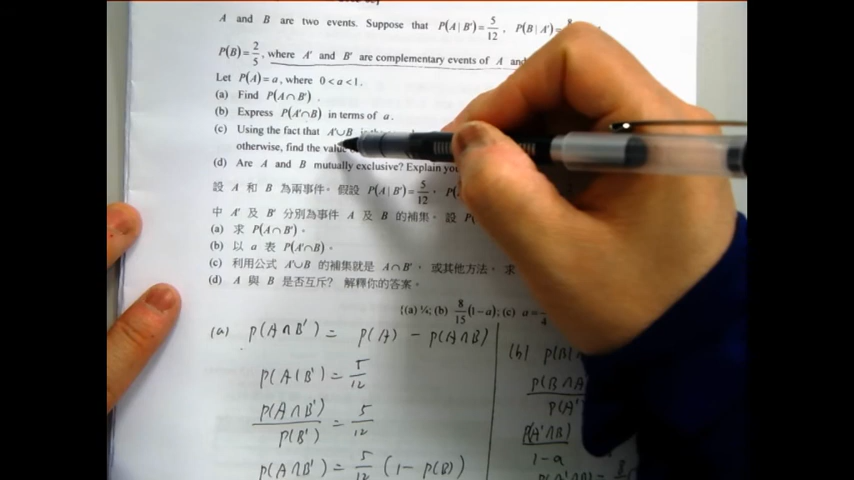 A and B are two events. Suppose that P(A|B')=5/12, P(B|A')=8
P(B)=2/5, where A' and B' are complementary events of A and
Let P(A)=a, where 0<a<1.
(a) Find P(A∩B').
(b) Express P(A'∩B) in terms of a.
(c) Using the fact that A'∪B is the
otherwise, find the value
(d) Are A and B mutually exclusive? Explain
設 A 和 B 為兩事件。假設 P(A|B')=5/12,
中 A' 及 B' 分別為事件 A 及 B 的補集。設
(a) 求 P(A∩B')。
(b) 以 a 表 P(A'∩B)。
(c) 利用公式 A'∪B 的補集就是 A∩B', 或其他方法。求
(d) A 與 B 是否互斥? 解釋你的答案。
{(a) ¼; (b) 8/15(1−a); (c) a=
(a) P(A∩B') = P(A) − P(A∩B)
P(A|B') = 5/12
P(A∩B')/P(B') = 5/12
P(A∩B') = 5/12 (1−P(B))
(b) P(B|
P(B∩A
P(A'
P(A'∩B)
1−a